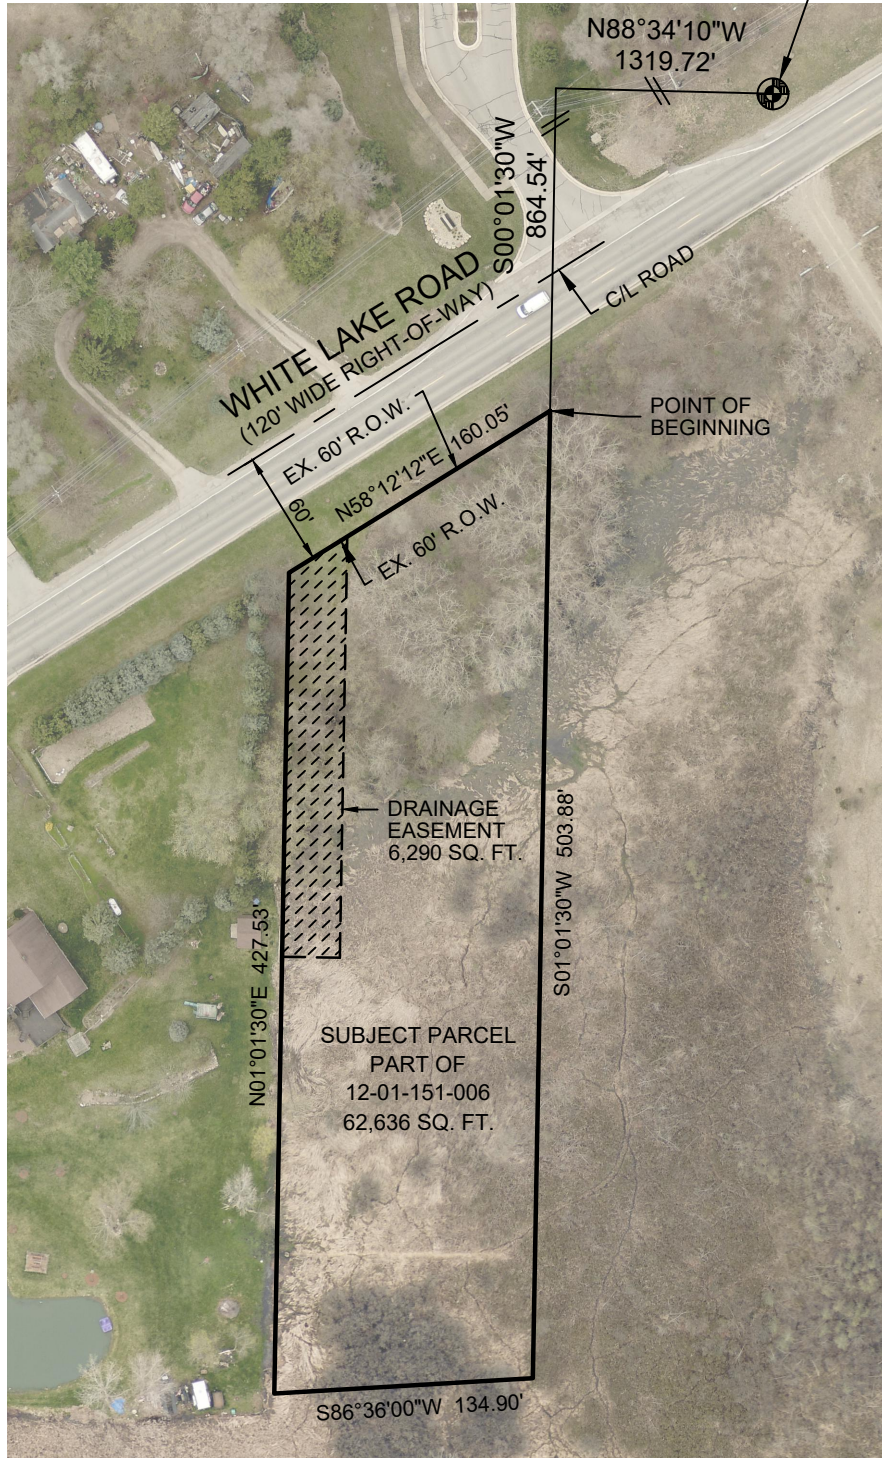 N88°34'10"W
1319.72'
S00°01'30"W
864.54'
WHITE LAKE ROAD
(120' WIDE RIGHT-OF-WAY)
C/L ROAD
EX. 60' R.O.W.
N58°12'12"E 160.05'
POINT OF
BEGINNING
60'
EX. 60' R.O.W.
DRAINAGE
EASEMENT
6,290 SQ. FT.
S01°01'30"W 503.88'
N01°01'30"E 427.53'
SUBJECT PARCEL
PART OF
12-01-151-006
62,636 SQ. FT.
S86°36'00"W 134.90'